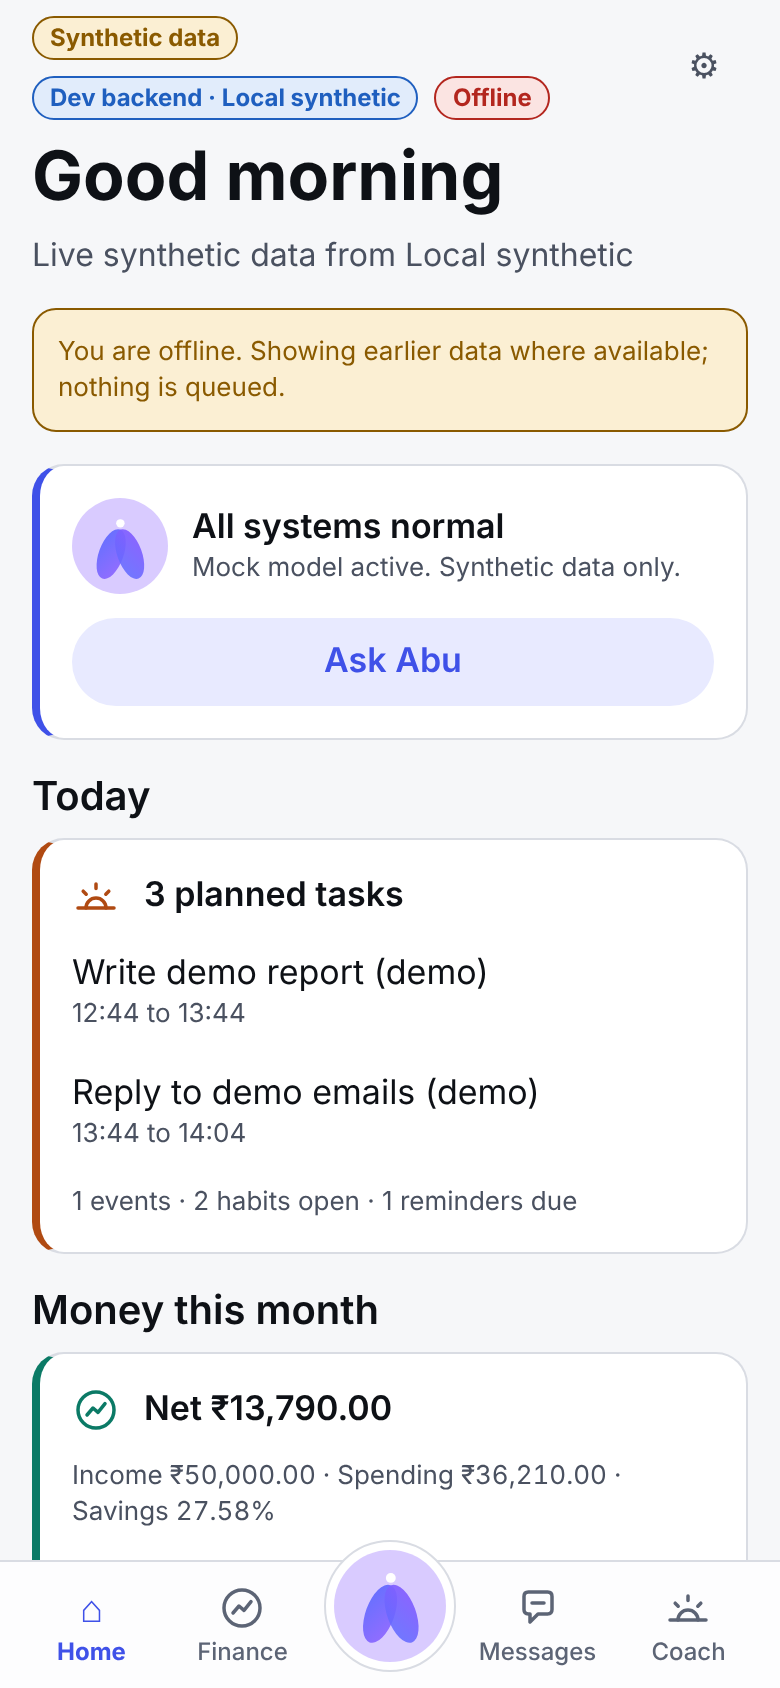 Synthetic data
Dev backend · Local synthetic
Offline
Good morning
Live synthetic data from Local synthetic
You are offline. Showing earlier data where available;
nothing is queued.
All systems normal
Mock model active. Synthetic data only.
Ask Abu
Today
3 planned tasks
Write demo report (demo)
12:44 to 13:44
Reply to demo emails (demo)
13:44 to 14:04
1 events · 2 habits open · 1 reminders due
Money this month
Net ₹13,790.00
Income ₹50,000.00 · Spending ₹36,210.00 ·
Savings 27.58%
Home
Finance
Messages
Coach